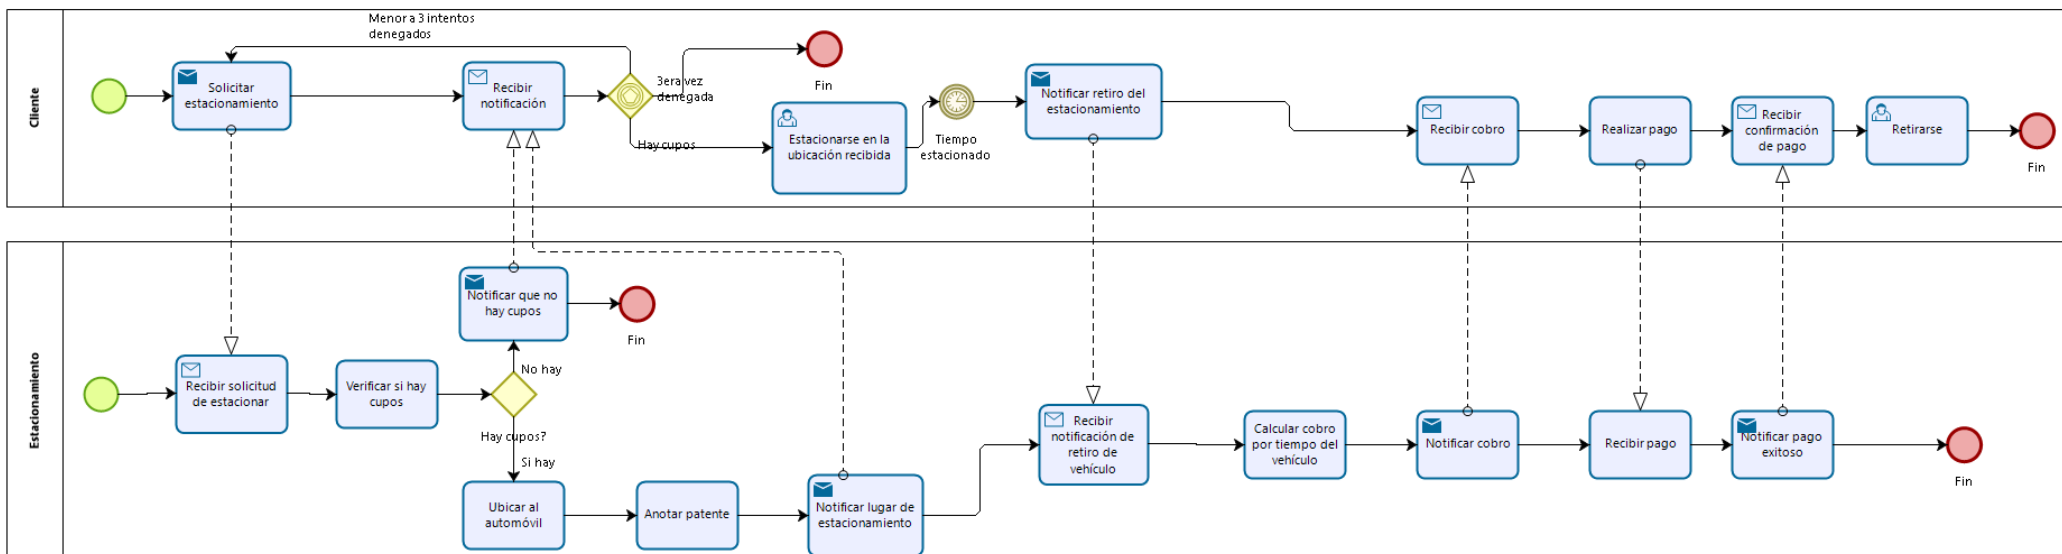 Cliente
Menor a 3 intentos
denegados
Solicitar
estacionamiento
Recibir
notificación
3era vez
denegada
Fin
Hay cupos
Estacionarse en la
ubicación recibida
Tiempo
estacionado
Notificar retiro del
estacionamiento
Recibir cobro
Realizar pago
Recibir
confirmación
de pago
Retirarse
Fin
Estacionamiento
Recibir solicitud
de estacionar
Verificar si hay
cupos
Notificar que no
hay cupos
Fin
No hay
Hay cupos?
Si hay
Ubicar al
automóvil
Anotar patente
Notificar lugar de
estacionamiento
Recibir
notificación de
retiro de
vehículo
Calcular cobro
por tiempo del
vehículo
Notificar cobro
Recibir pago
Notificar pago
exitoso
Fin